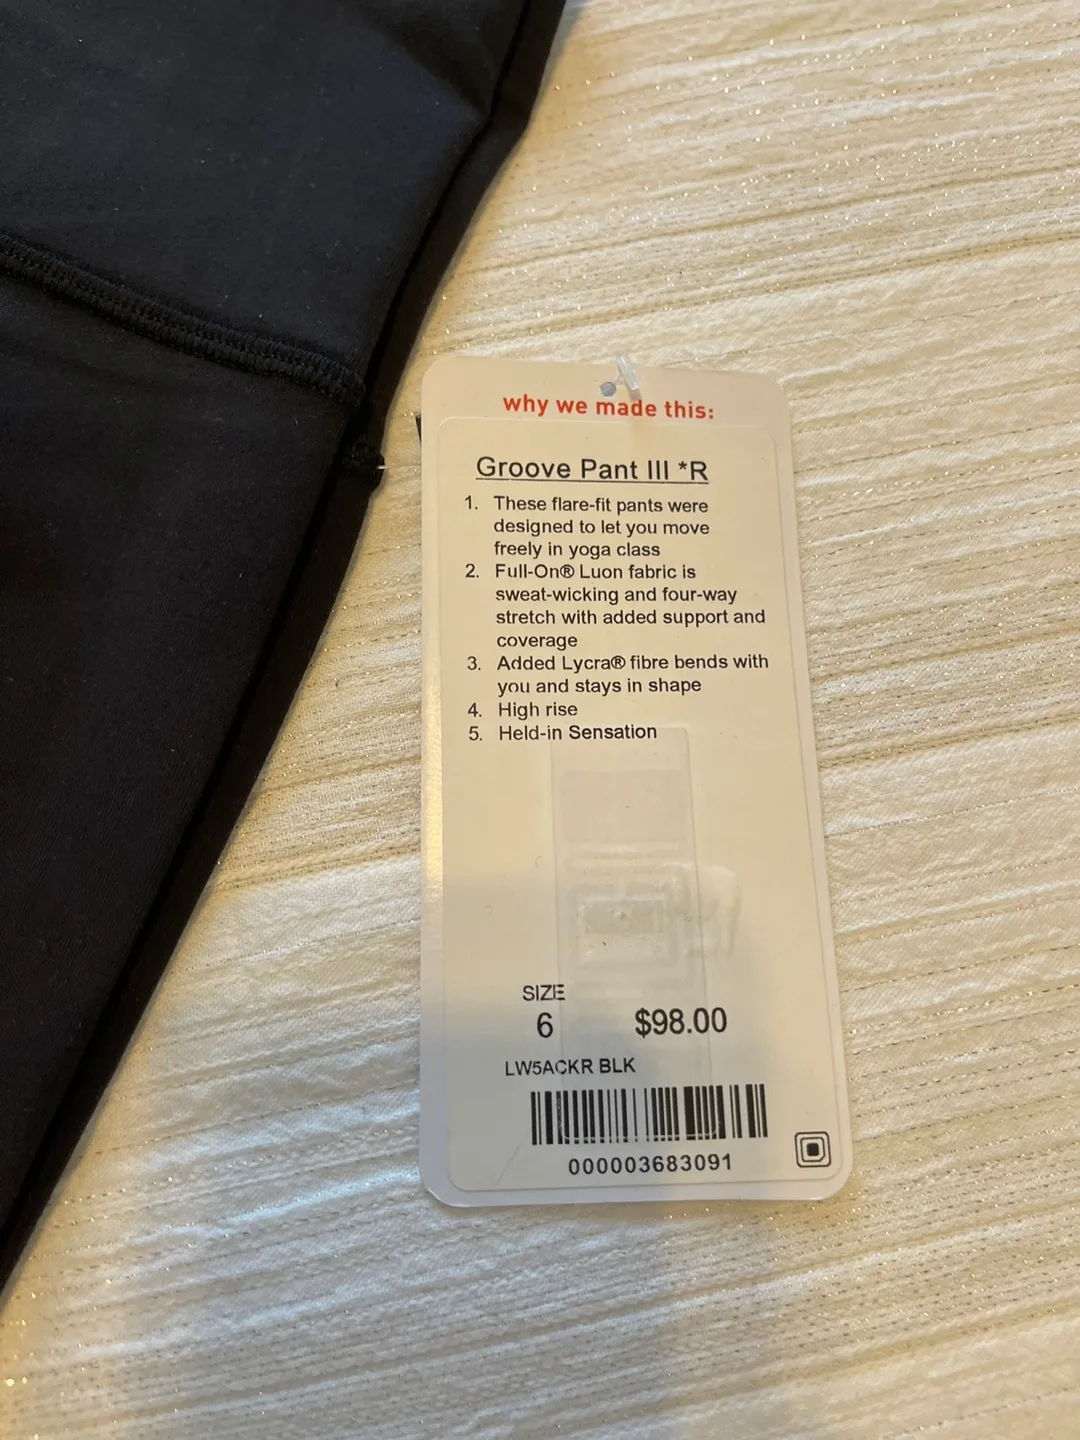 why we made this:
Groove Pant III *R
1. These flare-fit pants were
designed to let you move
freely in yoga class
2. Full-On® Luon fabric is
sweat-wicking and four-way
stretch with added support and
coverage
3. Added Lycra® fibre bends with
you and stays in shape
4. High rise
5. Held-in Sensation
SIZE
6 $98.00
LW5ACKR BLK
000003683091